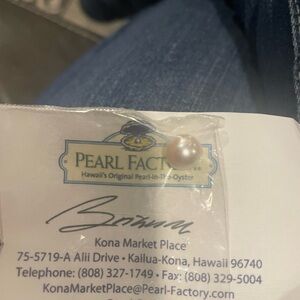 PEARL FACTORY
Hawaii's Original Pearl-In-The-Oyster
Kona Market Place
75-5719-A Alii Drive • Kailua-Kona, Hawaii 96740
Telephone: (808) 327-1749 • Fax: (808) 329-5004
KonaMarketPlace@Pearl-Factory.com